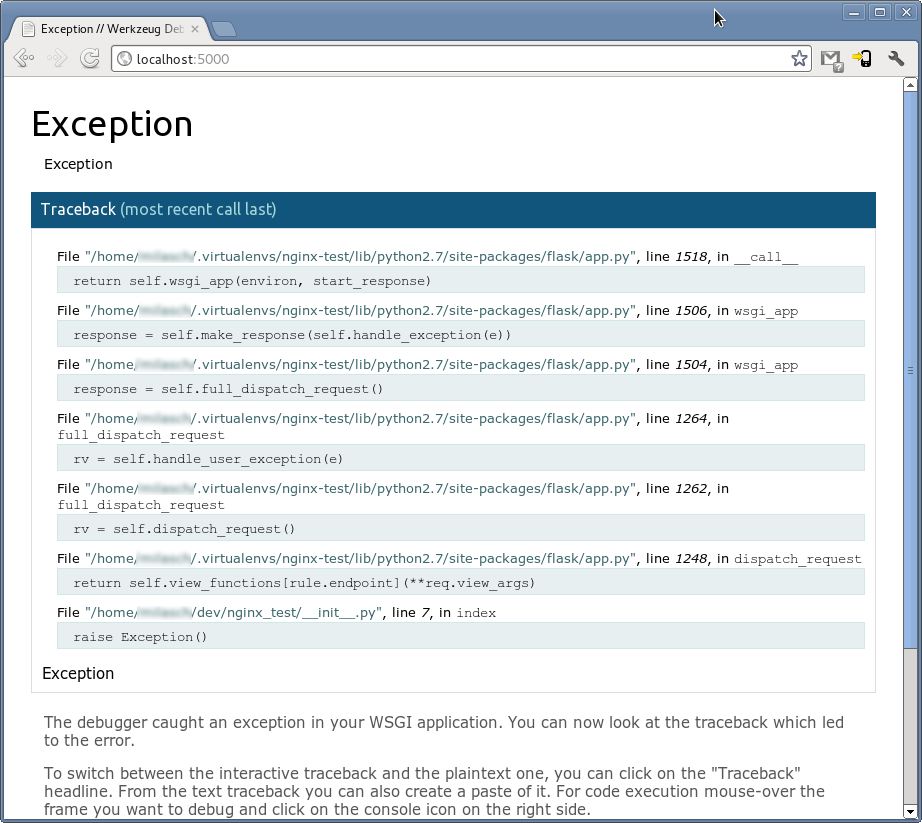 Exception // Werkzeug Deb
localhost:5000
Exception
Exception
Traceback (most recent call last)
File "/home/ /.virtualenvs/nginx-test/lib/python2.7/site-packages/flask/app.py", line 1518, in __call__
return self.wsgi_app(environ, start_response)
File "/home/ /.virtualenvs/nginx-test/lib/python2.7/site-packages/flask/app.py", line 1506, in wsgi_app
response = self.make_response(self.handle_exception(e))
File "/home/ /.virtualenvs/nginx-test/lib/python2.7/site-packages/flask/app.py", line 1504, in wsgi_app
response = self.full_dispatch_request()
File "/home/ /.virtualenvs/nginx-test/lib/python2.7/site-packages/flask/app.py", line 1264, in
full_dispatch_request
rv = self.handle_user_exception(e)
File "/home/ /.virtualenvs/nginx-test/lib/python2.7/site-packages/flask/app.py", line 1262, in
full_dispatch_request
rv = self.dispatch_request()
File "/home/ /.virtualenvs/nginx-test/lib/python2.7/site-packages/flask/app.py", line 1248, in dispatch_request
return self.view_functions[rule.endpoint](**req.view_args)
File "/home/ /dev/nginx_test/__init__.py", line 7, in index
raise Exception()
Exception
The debugger caught an exception in your WSGI application. You can now look at the traceback which led
to the error.
To switch between the interactive traceback and the plaintext one, you can click on the "Traceback"
headline. From the text traceback you can also create a paste of it. For code execution mouse-over the
frame you want to debug and click on the console icon on the right side.